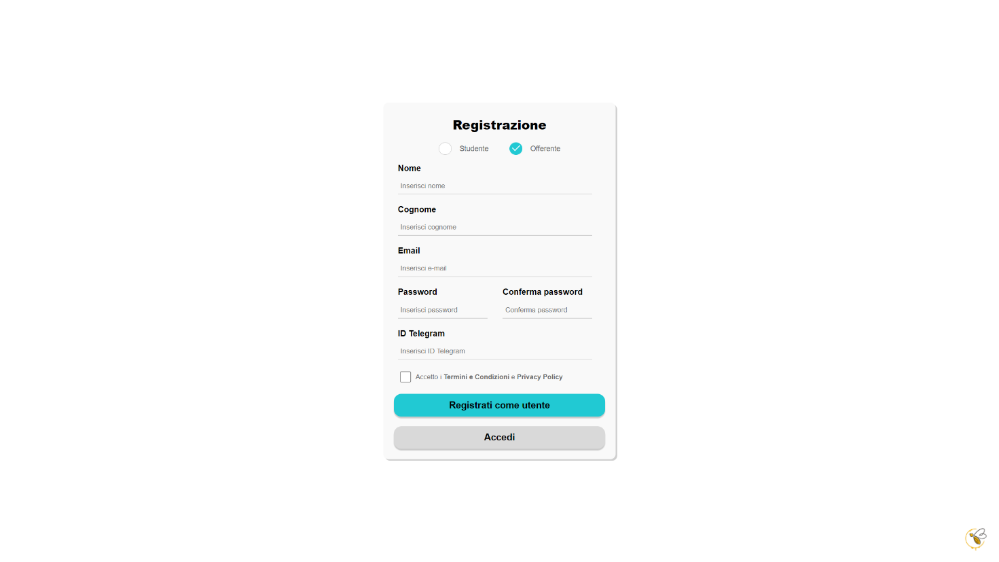 Registrazione
Studente Offerente
Nome
Inserisci nome
Cognome
Inserisci cognome
Email
Inserisci e-mail
Password Conferma password
Inserisci password Conferma password
ID Telegram
Inserisci ID Telegram
Accetto i Termini e Condizioni e Privacy Policy
Registrati come utente
Accedi